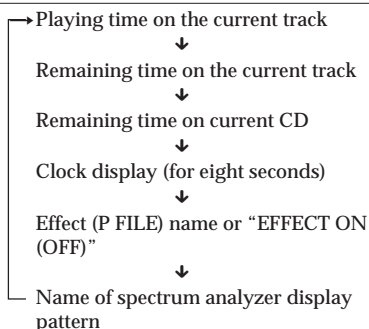 Playing time on the current track
Remaining time on the current track
Remaining time on current CD
Clock display (for eight seconds)
Effect (P FILE) name or “EFFECT ON
(OFF)”
Name of spectrum analyzer display
pattern